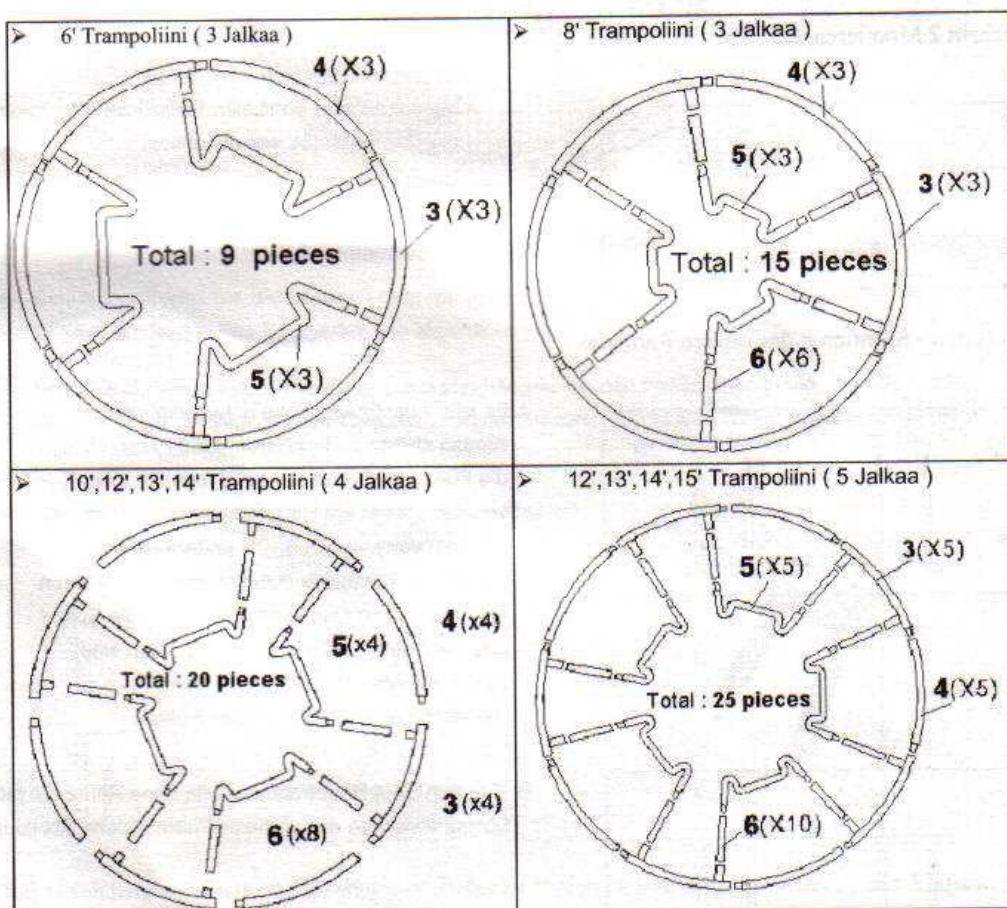 ➢ 6' Trampoliini ( 3 Jalkaa )
4(X3)
3(X3)
Total : 9 pieces
5(X3)
➢ 8' Trampoliini ( 3 Jalkaa )
4(X3)
5(X3)
3(X3)
Total : 15 pieces
6(X6)
➢ 10',12',13',14' Trampoliini ( 4 Jalkaa )
4(x4)
5(x4)
Total : 20 pieces
3(x4)
6(x8)
➢ 12',13',14',15' Trampoliini ( 5 Jalkaa )
3(X5)
5(X5)
4(X5)
Total : 25 pieces
6(X10)